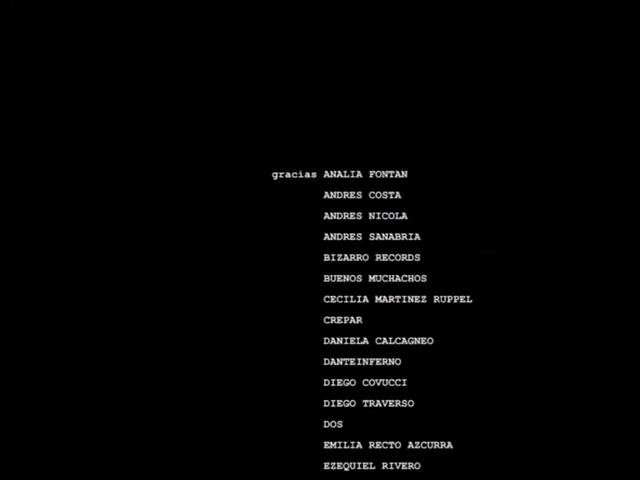 gracias ANALIA FONTAN
ANDRES COSTA
ANDRES NICOLA
ANDRES SANABRIA
BIZARRO RECORDS
BUENOS MUCHACHOS
CECILIA MARTINEZ RUPPEL
CREPAR
DANIELA CALCAGNEO
DANTEINFERNO
DIEGO COVUCCI
DIEGO TRAVERSO
DOS
EMILIA RECTO AZCURRA
EZEQUIEL RIVERO